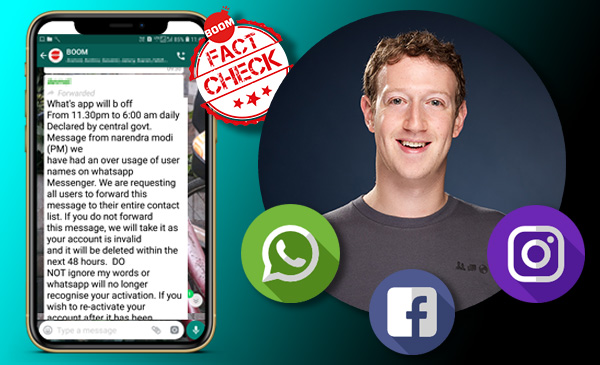 BOOM
Forwarded
What's app will b off
From 11.30pm to 6:00 am daily
Declared by central govt.
Message from narendra modi
(PM) we
have had an over usage of user
names on whatsapp
Messenger. We are requesting
all users to forward this
message to their entire contact
list. If you do not forward
this message, we will take it as
your account is invalid
and it will be deleted within the
next 48 hours. DO
NOT ignore my words or
whatsapp will no longer
recognise your activation. If you
wish to re-activate your
account after it has been
Type a message
BOOM
FACT
CHECK